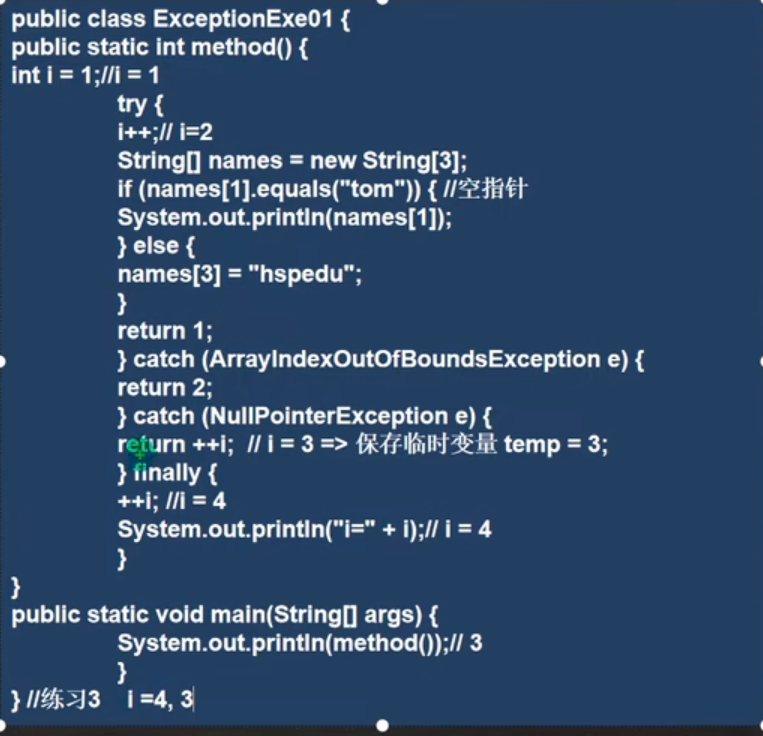 public class ExceptionExe01 {
public static int method() {
int i = 1;//i = 1
try {
i++;// i=2
String[] names = new String[3];
if (names[1].equals("tom")) { //空指针
System.out.println(names[1]);
} else {
names[3] = "hspedu";
}
return 1;
} catch (ArrayIndexOutOfBoundsException e) {
return 2;
} catch (NullPointerException e) {
return ++i;  // i = 3 => 保存临时变量 temp = 3;
} finally {
++i; //i = 4
System.out.println("i=" + i);// i = 4
}
}
public static void main(String[] args) {
System.out.println(method());// 3
}
} //练习3    i =4, 3